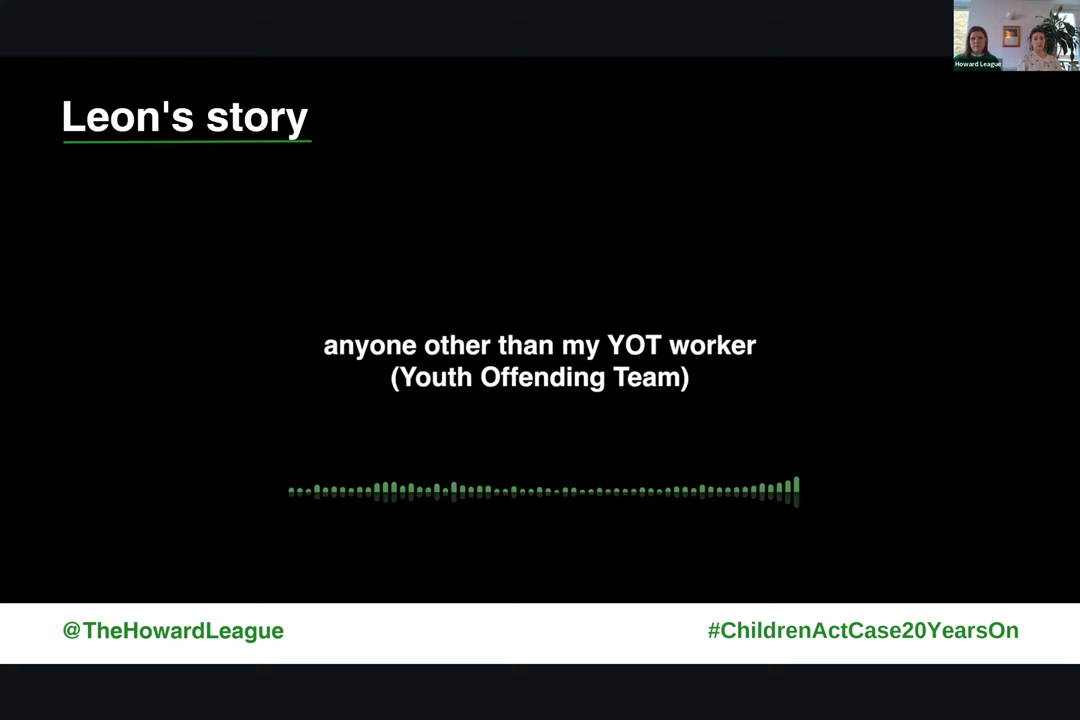 Howard League
Leon's story
anyone other than my YOT worker
(Youth Offending Team)
@TheHowardLeague
#ChildrenActCase20YearsOn